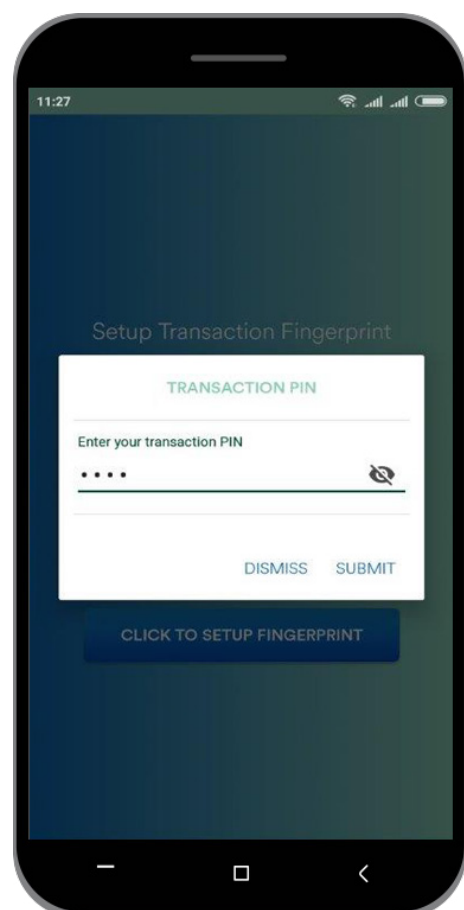 11:27
Setup Transaction Fingerprint
TRANSACTION PIN
Enter your transaction PIN
••••
DISMISS SUBMIT
CLICK TO SETUP FINGERPRINT